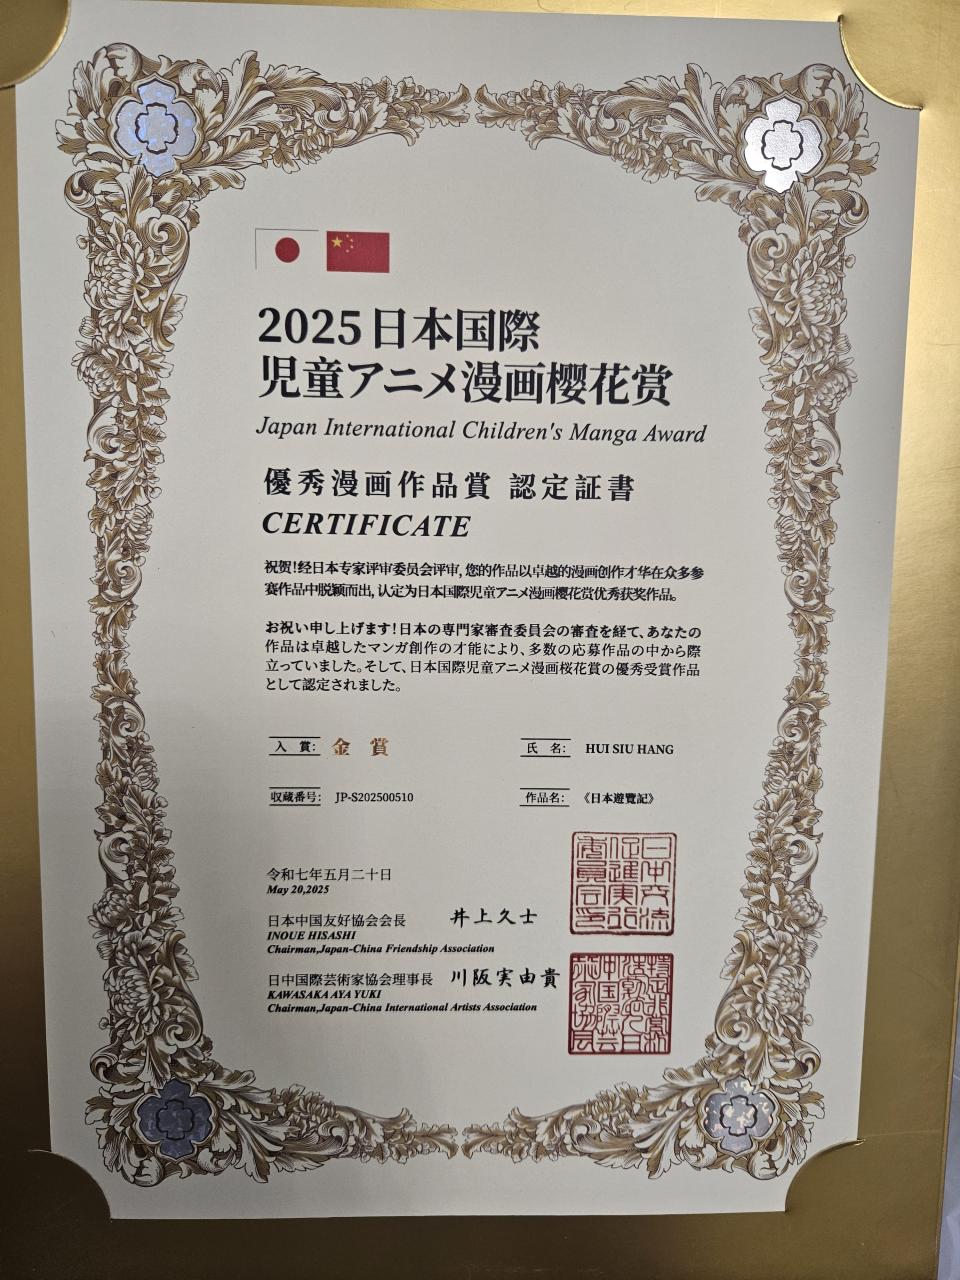 2025日本国際
児童アニメ漫画櫻花赏
Japan International Children's Manga Award
優秀漫画作品賞 認定証書
CERTIFICATE
祝贺!经日本专家评审委员会评审, 您的作品以卓越的漫画创作才华在众多参
赛作品中脱颖而出, 认定为日本国際児童アニメ漫画櫻花赏优秀获奖作品。
お祝い申し上げます!日本の専門家審査委員会の審査を経て、あなたの
作品は卓越したマンガ創作の才能により、多数の応募作品の中から際
立っていました。そして、日本国際児童アニメ漫画桜花賞の優秀受賞作品
として認定されました。
入 賞: 金 賞 氏 名: HUI SIU HANG
収蔵番号: JP-S202500510 作品名: 《日本遊覽記》
令和七年五月二十日
May 20,2025
日本中国友好協会会長 井上久士
INOUE HISASHI
Chairman,Japan-China Friendship Association
日中国際芸術家協会理事長 川阪実由貴
KAWASAKA AYA YUKI
Chairman,Japan-China International Artists Association